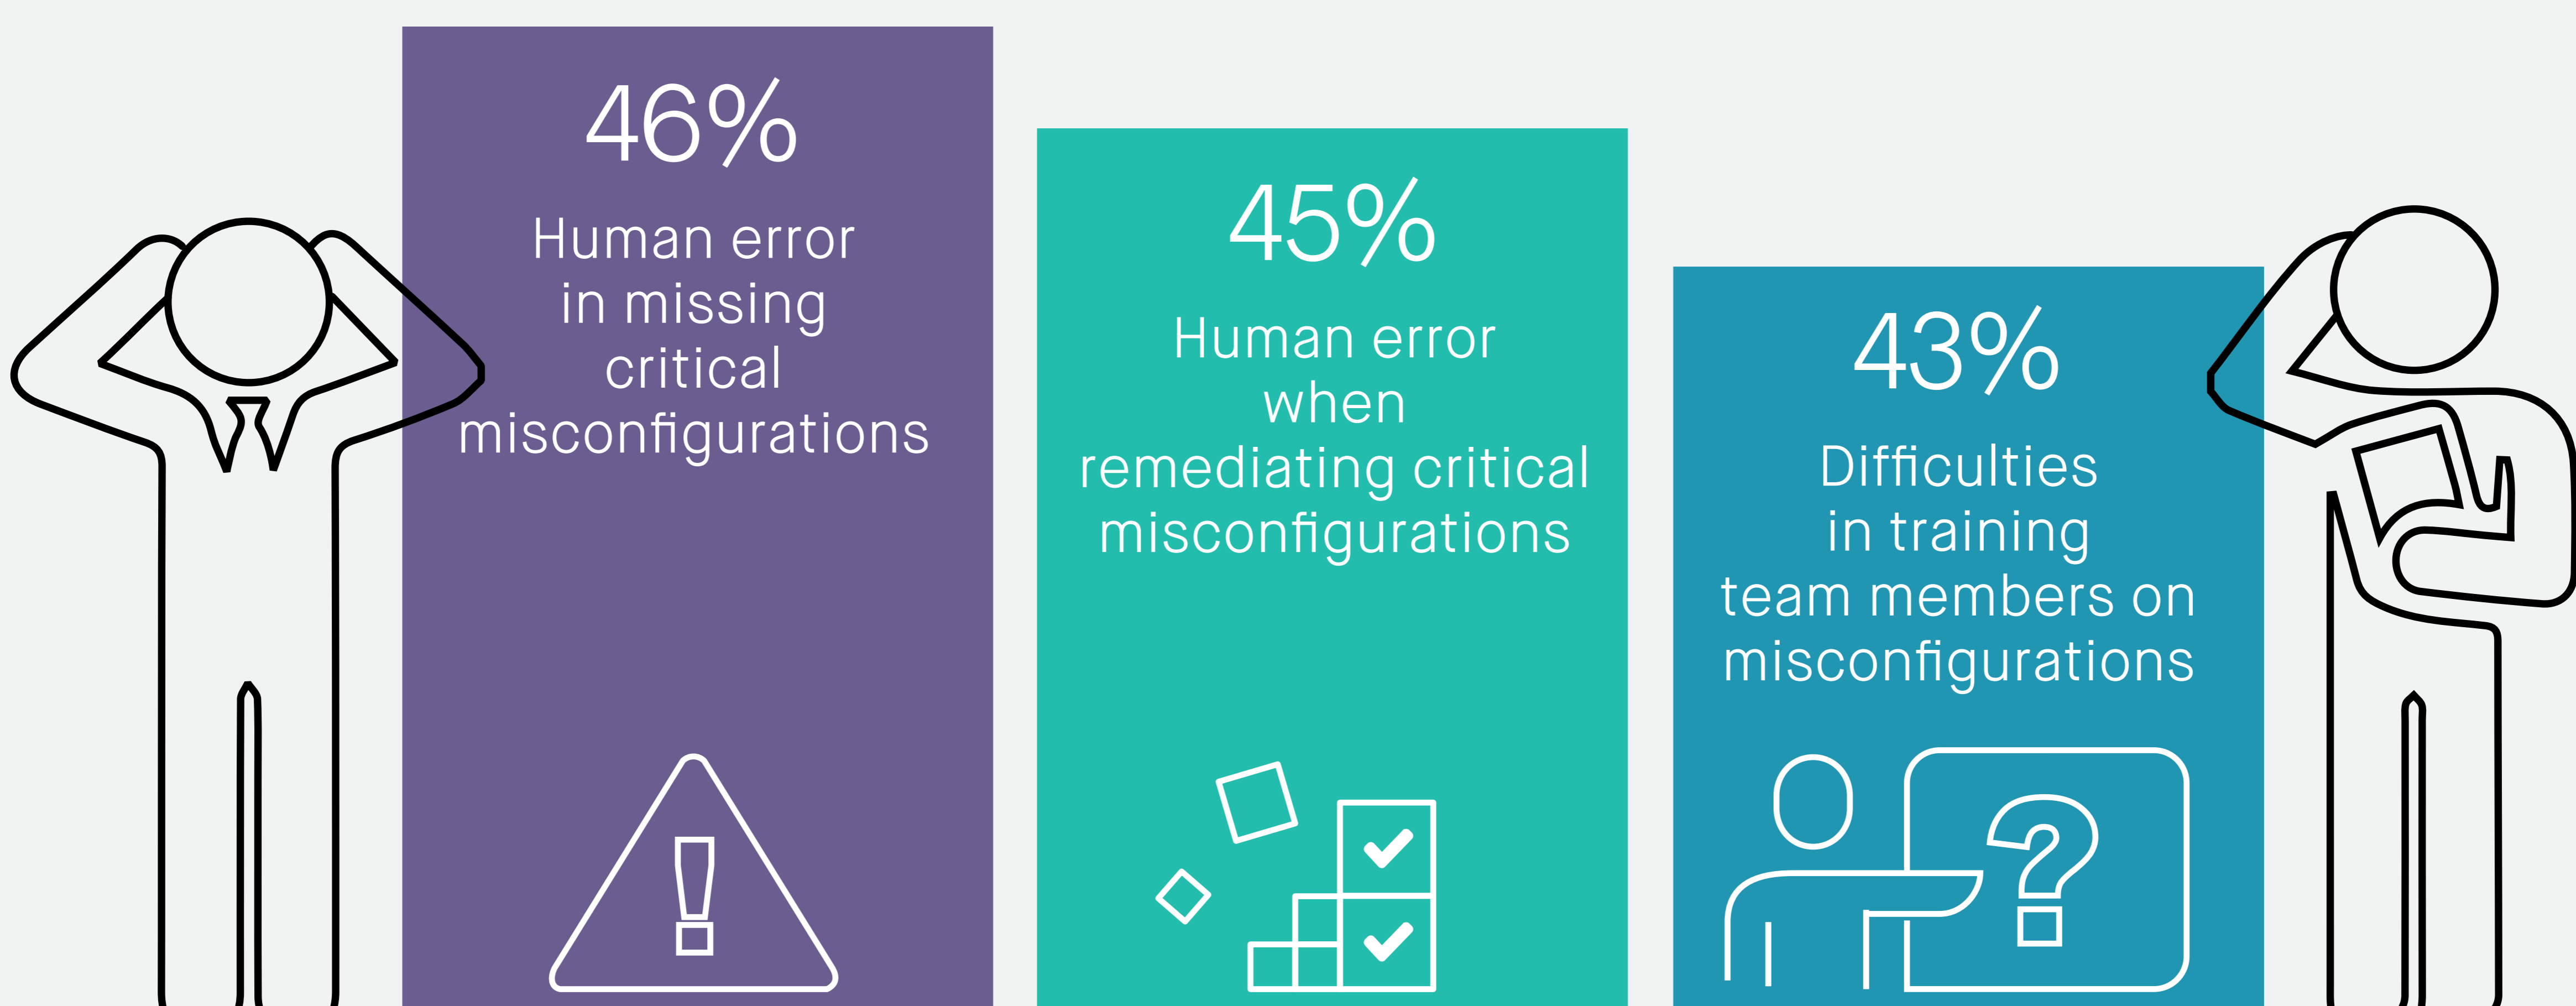 46%
Human error
in missing
critical
misconfigurations
45%
Human error
when
remediating critical
misconfigurations
43%
Difficulties
in training
team members on
misconfigurations
!
?